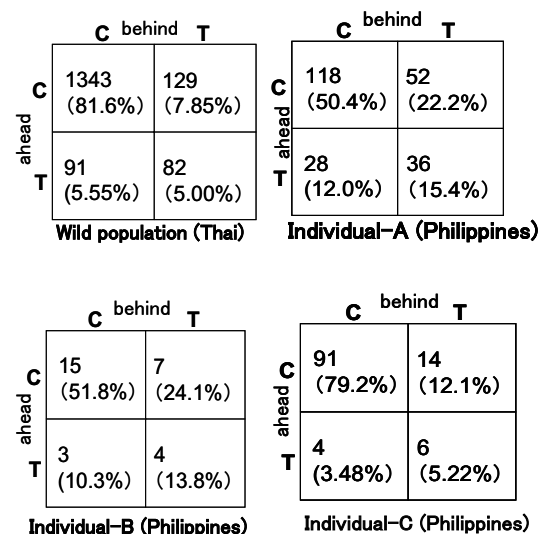 C behind T
C 1343 129
(81.6%) (7.85%)
ahead
T 91 82
(5.55%) (5.00%)
Wild population (Thai)
behind
C T
C 118 52
(50.4%) (22.2%)
ahead
T 28 36
(12.0%) (15.4%)
Individual-A (Philippines)
C behind T
C 15 7
(51.8%) (24.1%)
ahead
T 3 4
(10.3%) (13.8%)
Individual-B (Philippines)
behind
C T
C 91 14
(79.2%) (12.1%)
ahead
T 4 6
(3.48%) (5.22%)
Individual-C (Philippines)